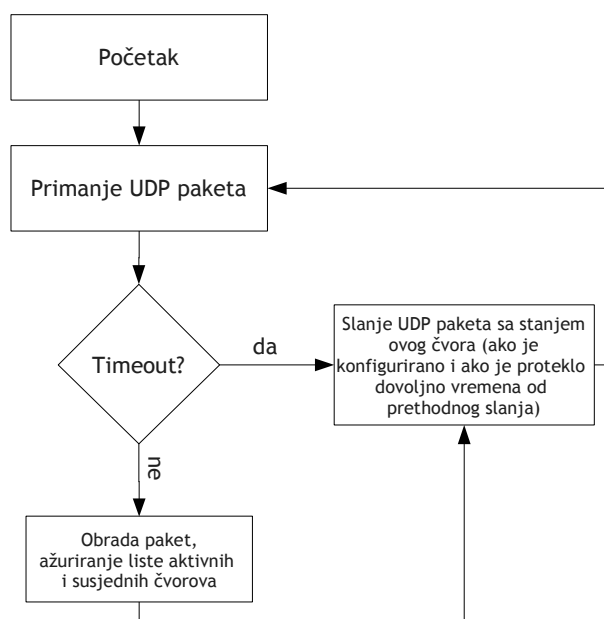 Početak
Primanje UDP paketa
Timeout?
da
Slanje UDP paketa sa stanjem
ovog čvora (ako je
konfigurirano i ako je proteklo
dovoljno vremena od
prethodnog slanja)
ne
Obrada paket,
ažuriranje liste aktivnih
i susjednih čvorova